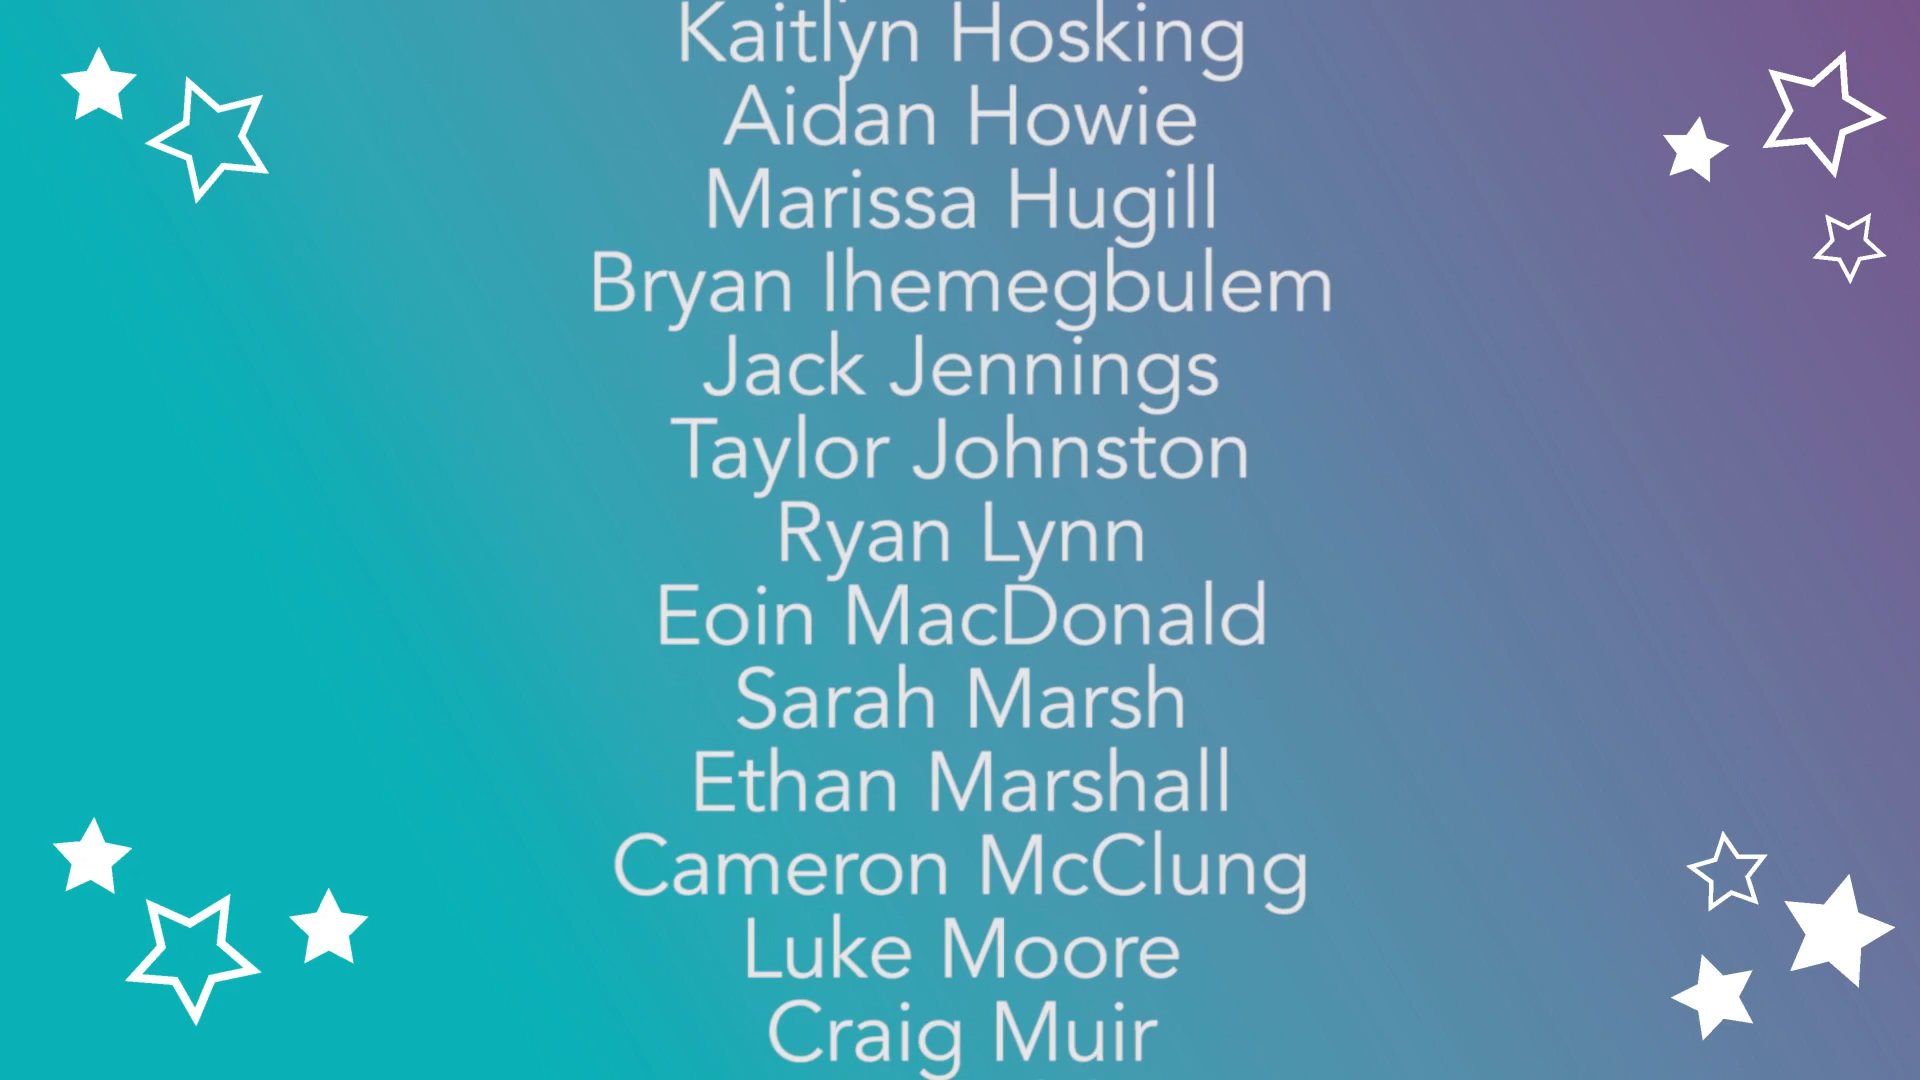 Kaitlyn Hosking
Aidan Howie
Marissa Hugill
Bryan Ihemegbulem
Jack Jennings
Taylor Johnston
Ryan Lynn
Eoin MacDonald
Sarah Marsh
Ethan Marshall
Cameron McClung
Luke Moore
Craig Muir